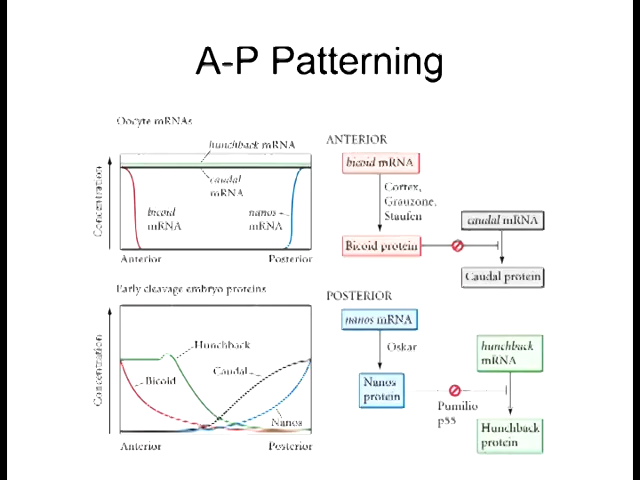 A-P Patterning
Oocyte mRNAs
hunchback mRNA
caudal
mRNA
bicoid
mRNA
nanos
mRNA
Concentration
Anterior
Posterior
Early cleavage embryo proteins
Hunchback
Caudal
Bicoid
Nanos
Concentration
Anterior
Posterior
ANTERIOR
bicoid mRNA
Cortex,
Grauzone,
Staufen
caudal mRNA
Bicoid protein
Caudal protein
POSTERIOR
nanos mRNA
Oskar
hunchback
mRNA
Nanos
protein
Pumilio
p55
Hunchback
protein